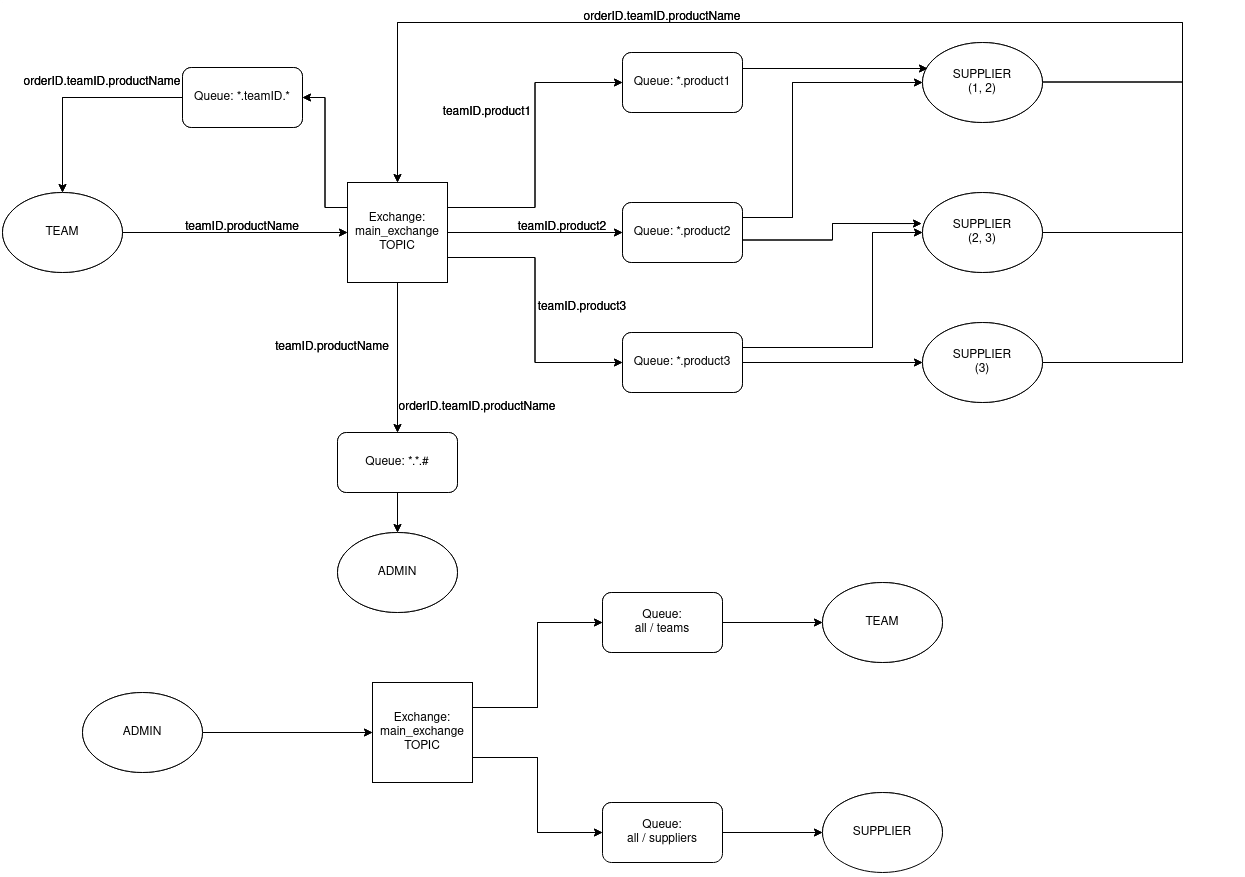 orderID.teamID.productName
orderID.teamID.productName
Queue: *.teamID.*
Queue: *.product1
SUPPLIER
(1, 2)
teamID.product1
TEAM
teamID.productName
Exchange:
main_exchange
TOPIC
teamID.product2
Queue: *.product2
SUPPLIER
(2, 3)
teamID.product3
teamID.productName
Queue: *.product3
SUPPLIER
(3)
orderID.teamID.productName
Queue: *.*.#
ADMIN
Queue:
all / teams
TEAM
ADMIN
Exchange:
main_exchange
TOPIC
Queue:
all / suppliers
SUPPLIER